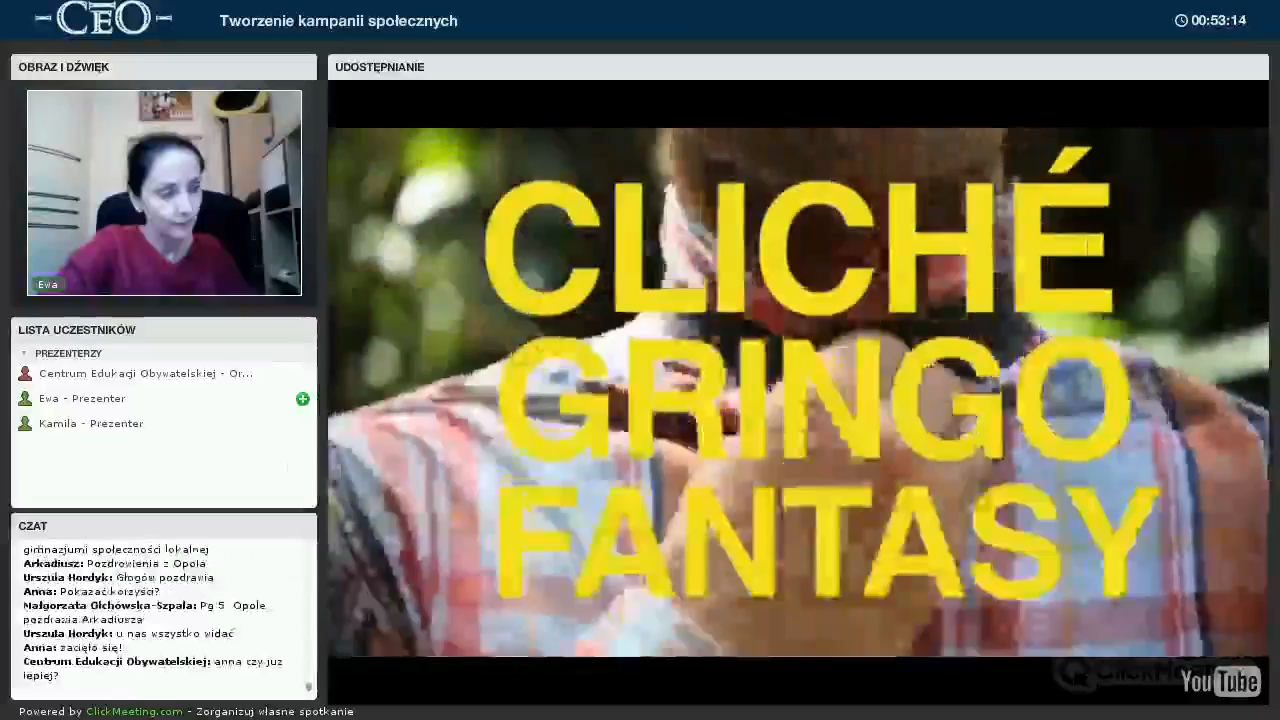 CEO
Tworzenie kampanii społecznych
00:53:14
OBRAZ I DŹWIĘK
UDOSTĘPNIANIE
Ewa
CLICHÉ
GRINGO
FANTASY
LISTA UCZESTNIKÓW
PREZENTERZY
Centrum Edukacji Obywatelskiej - Or...
Ewa - Prezenter
Kamila - Prezenter
CZAT
społeczności lokalnej
Arkadiusz: Pozdrowienia z Opola
Urszula Hordyk: Głogów pozdrawia
Anna: Pokazać korzyści?
Małgorzata Glchówska-Szpala: Pg 5 Opole
pozdrawia Arkadiusza
Urszula Hordyk: u nas wszystko widać
Anna: zacięło się!
Centrum Edukacji Obywatelskiej: anna czy już
lepiej?
YouTube
Powered by ClickMeeting.com - Zorganizuj własne spotkanie